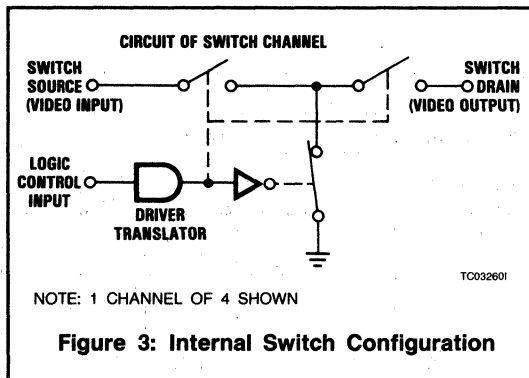 CIRCUIT OF SWITCH CHANNEL
SWITCH
SOURCE
(VIDEO INPUT)
SWITCH
DRAIN
(VIDEO OUTPUT)
LOGIC
CONTROL
INPUT
DRIVER
TRANSLATOR
TC03260I
NOTE: 1 CHANNEL OF 4 SHOWN
Figure 3: Internal Switch Configuration